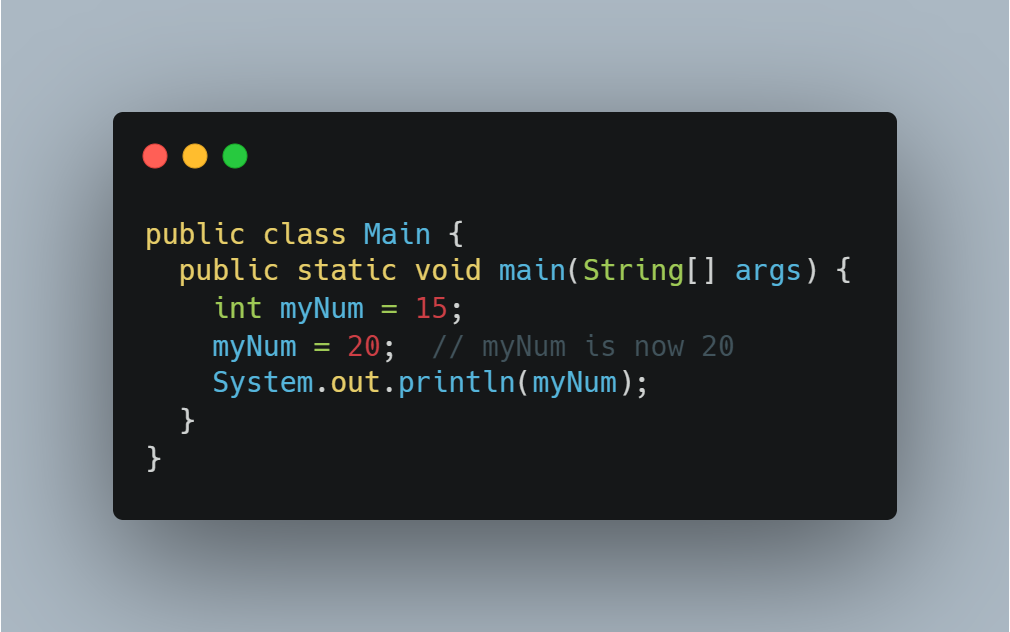 public class Main {
  public static void main(String[] args) {
    int myNum = 15;
    myNum = 20;  // myNum is now 20
    System.out.println(myNum);
  }
}